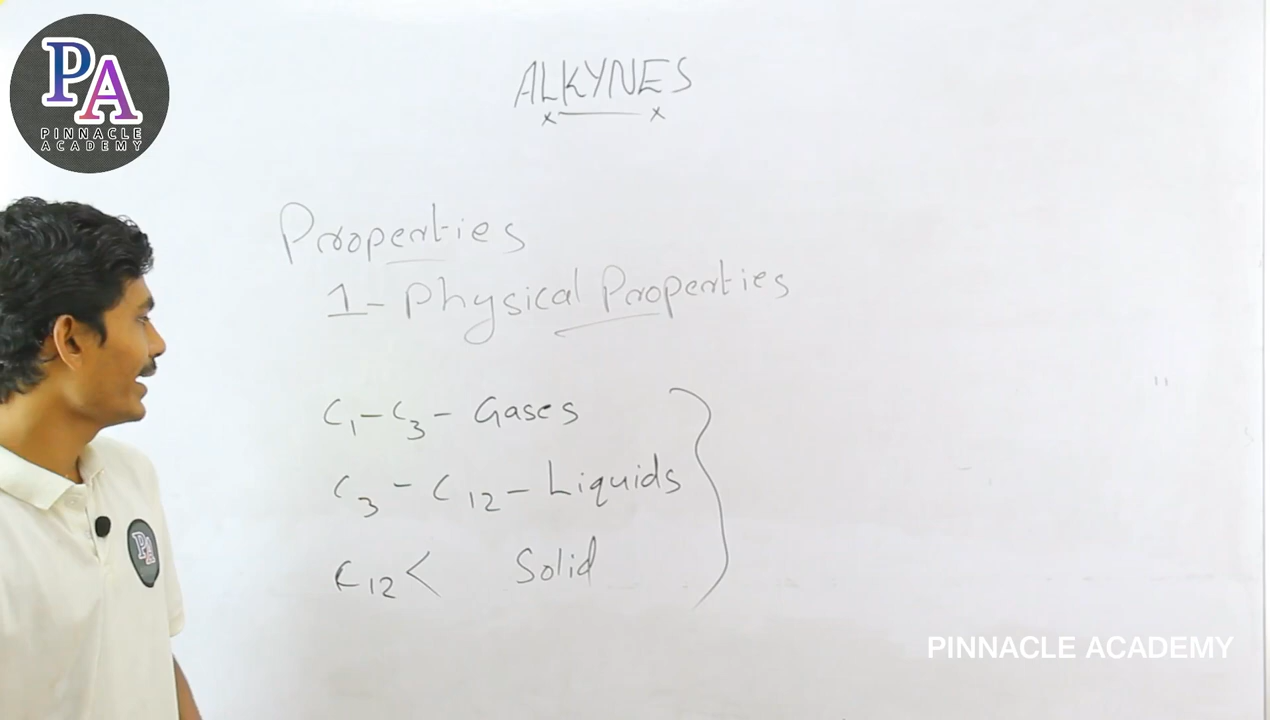 PA
PINNACLE
ACADEMY
ALKYNES
Properties
1- Physical Properties
C1-C3- Gases
C3 - C12- Liquids
C12< Solid
PA
PINNACLE ACADEMY